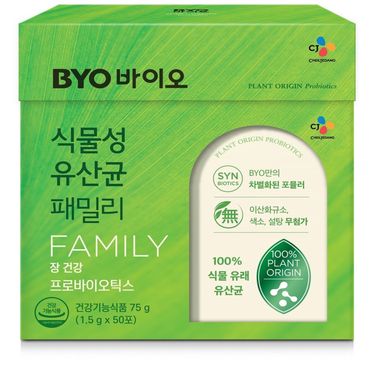 CJ
CHEILJEDANG
BYO 바이오
PLANT ORIGIN Probiotics
CJ
CHEILJEDANG
식물성
유산균
패밀리
FAMILY
장 건강
프로바이오틱스
건강
기능식품
건강기능식품 75 g
(1.5 g x 50포)
PLANT ORIGIN PROBIOTICS
SYN
BIOTICS
BYO만의
차별화된 포뮬러
無
이산화규소,
색소, 설탕 무첨가
100%
식물 유래
유산균
100%
PLANT
ORIGIN